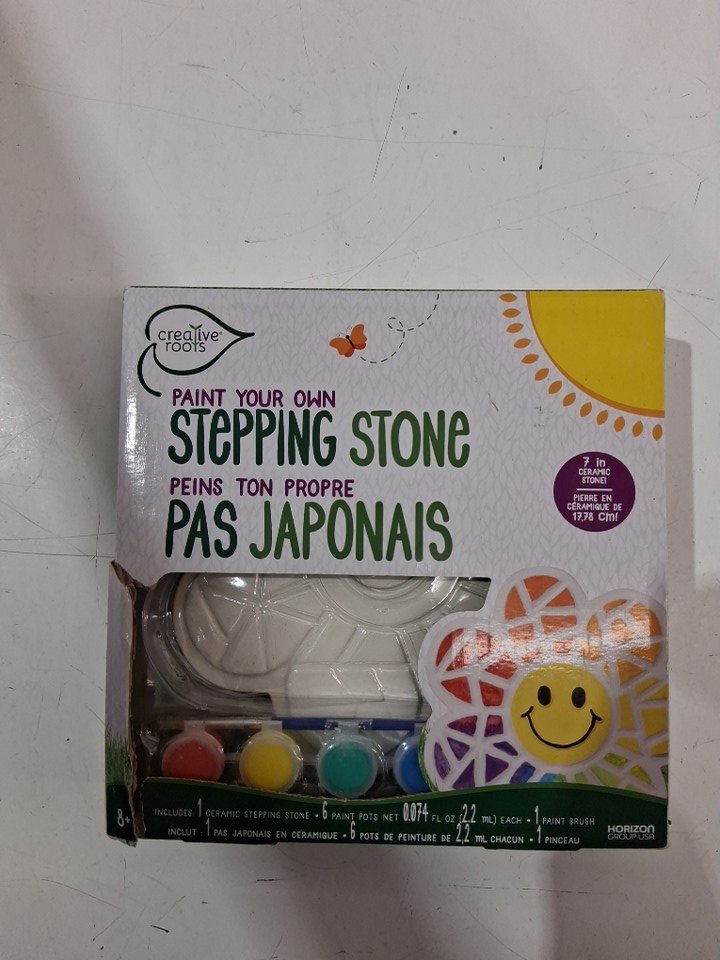 creative®
roots
PAINT YOUR OWN
STEPPING STONE
PEINS TON PROPRE
PAS JAPONAIS
7 in
CERAMIC
STONE!
PIERRE EN
CÉRAMIQUE DE
17,78 Cm!
8+
INCLUDES: 1 CERAMIC STEPPING STONE • 6 PAINT POTS NET 0.074 FL OZ (2.2 mL) EACH • 1 PAINT BRUSH
INCLUT : 1 PAS JAPONAIS EN CÉRAMIQUE • 6 POTS DE PEINTURE DE 2,2 mL CHACUN • 1 PINCEAU
HORIZON
GROUP USA